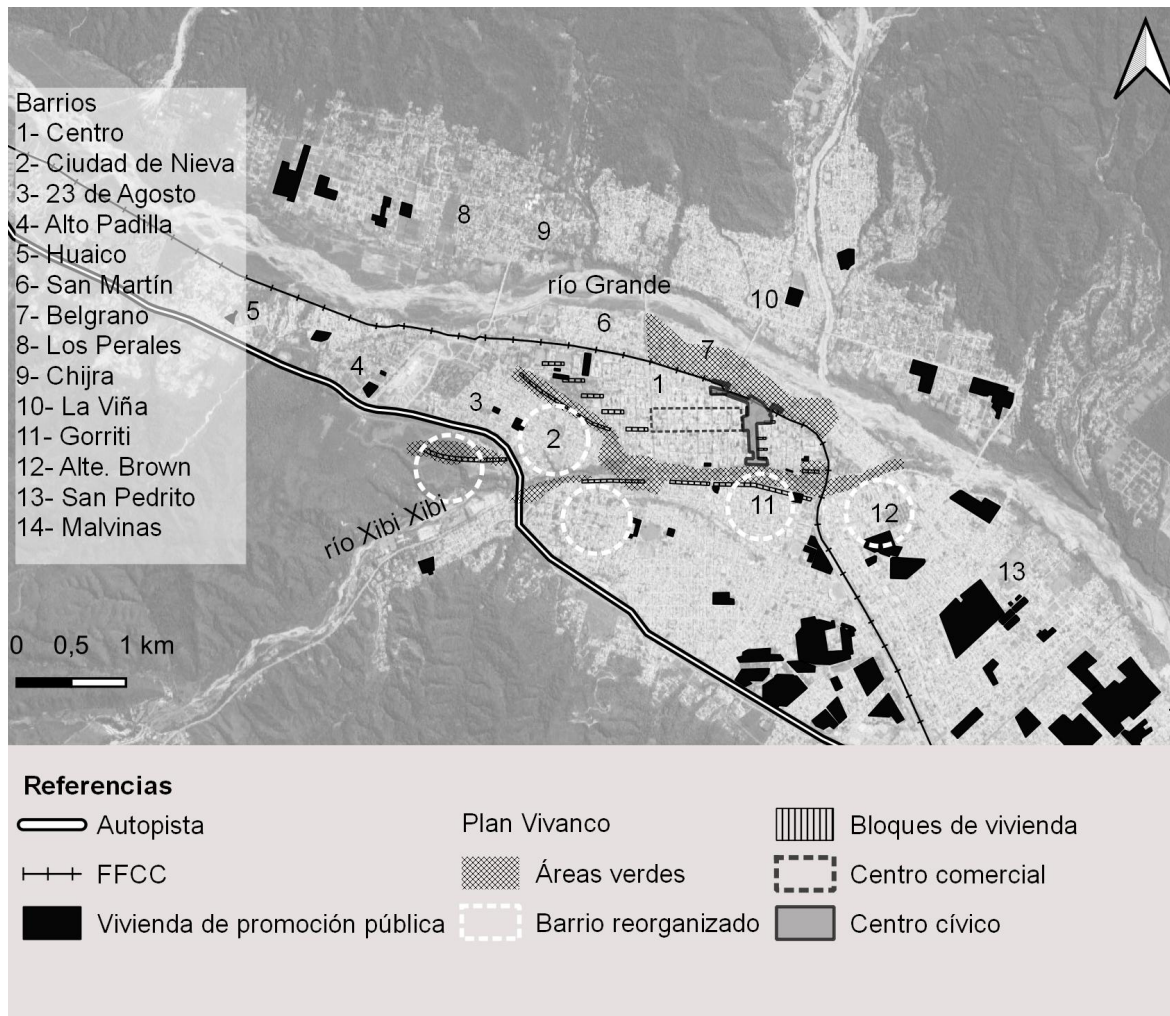 Barrios
1- Centro
2- Ciudad de Nieva
3- 23 de Agosto
4- Alto Padilla
5- Huaico
6- San Martín
7- Belgrano
8- Los Perales
9- Chijra
10- La Viña
11- Gorriti
12- Alte. Brown
13- San Pedrito
14- Malvinas
8
9
río Grande
10
5
6
7
4
1
3
2
11
12
río Xibi Xibi
13
0 0,5 1 km
Referencias
Autopista
FFCC
Vivienda de promoción pública
Plan Vivanco
Áreas verdes
Barrio reorganizado
Bloques de vivienda
Centro comercial
Centro cívico